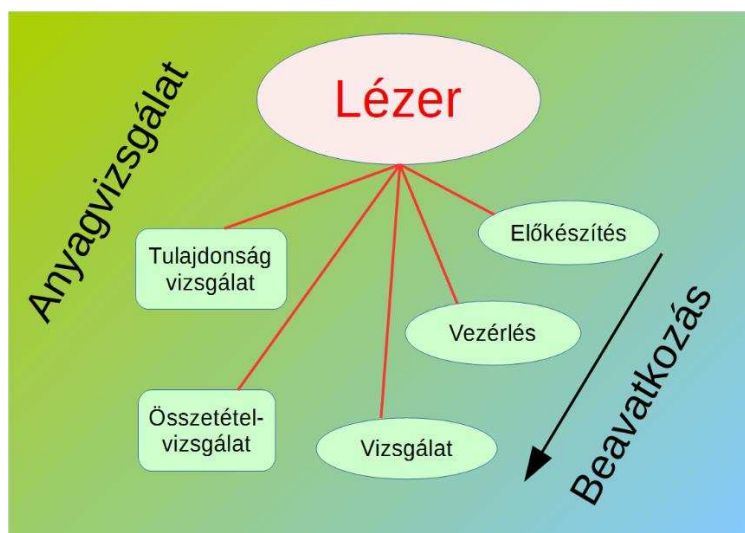 Lézer
Anyagvizsgálat
Tulajdonság
vizsgálat
Előkészítés
Vezérlés
Összetétel-
vizsgálat
Vizsgálat
Beavatkozás